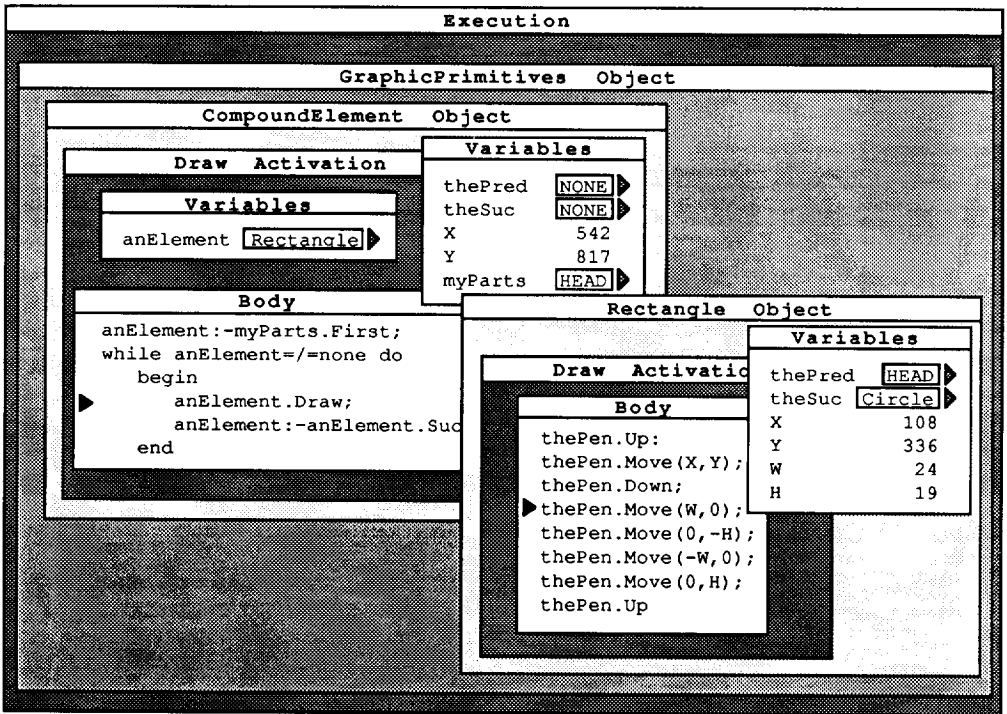 Execution
GraphicPrimitives Object
CompoundElement Object
Draw Activation
Variables
anElement Rectangle
Body
anElement:-myParts.First;
while anElement=/=none do
begin
anElement.Draw;
anElement:-anElement.Suc
end
Variables
thePred NONE
theSuc NONE
X 542
Y 817
myParts HEAD
Rectangle Object
Draw Activatio
Body
thePen.Up:
thePen.Move(X,Y);
thePen.Down;
thePen.Move(W,0);
thePen.Move(0,-H);
thePen.Move(-W,0);
thePen.Move(0,H);
thePen.Up
Variables
thePred HEAD
theSuc Circle
X 108
Y 336
W 24
H 19